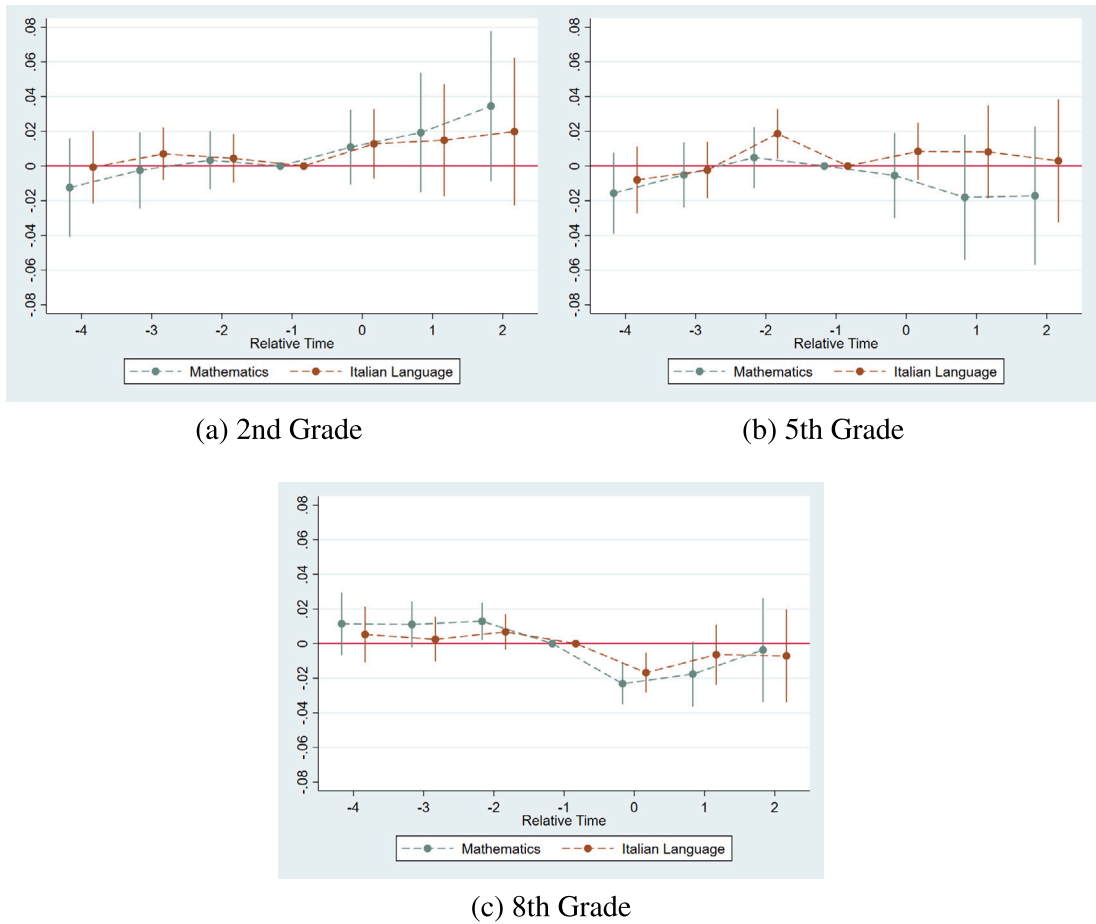 .08
.06
.04
.02
0
-.02
-.04
-.06
-.08
-4 -3 -2 -1 0 1 2
Relative Time
Mathematics Italian Language
(a) 2nd Grade
.08
.06
.04
.02
0
-.02
-.04
-.06
-.08
-4 -3 -2 -1 0 1 2
Relative Time
Mathematics Italian Language
(b) 5th Grade
.08
.06
.04
.02
0
-.02
-.04
-.06
-.08
-4 -3 -2 -1 0 1 2
Relative Time
Mathematics Italian Language
(c) 8th Grade